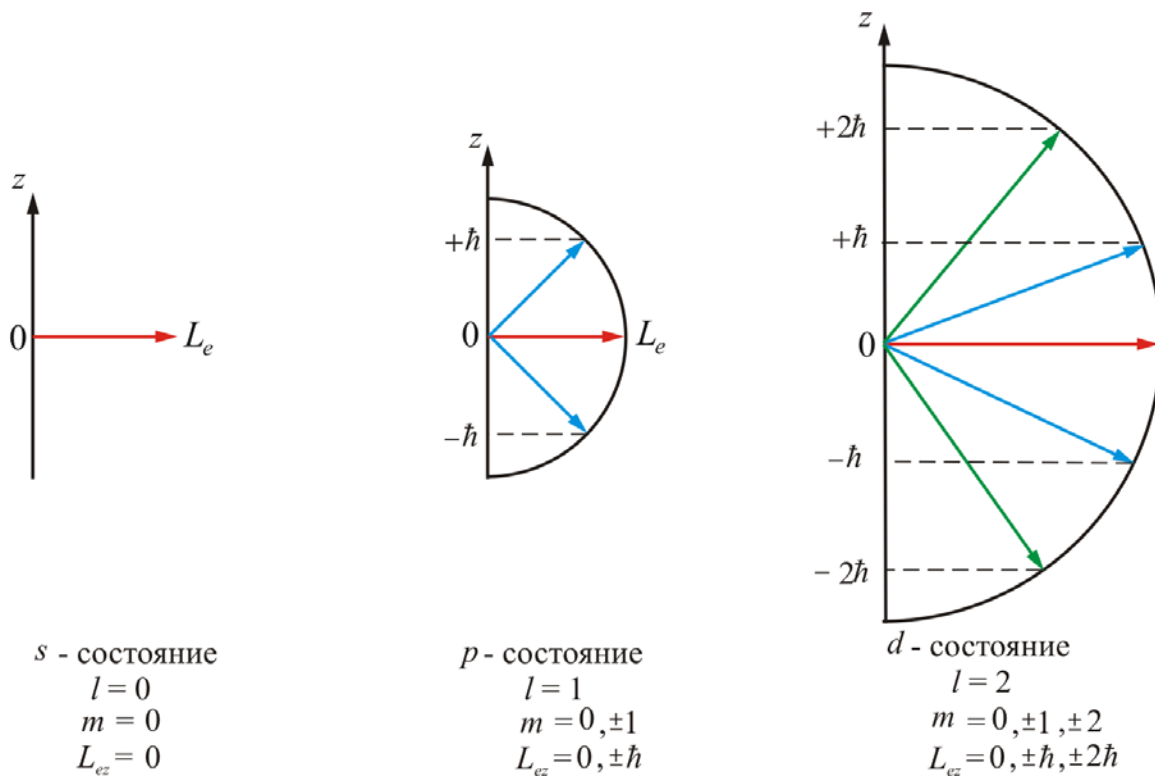 z
0
L_e
s - состояние
l = 0
m = 0
L_ez = 0
z
+ħ
0
L_e
−ħ
p - состояние
l = 1
m = 0, ±1
L_ez = 0, ±ħ
z
+2ħ
+ħ
0
−ħ
− 2ħ
d - состояние
l = 2
m = 0, ±1, ±2
L_ez = 0, ±ħ, ±2ħ